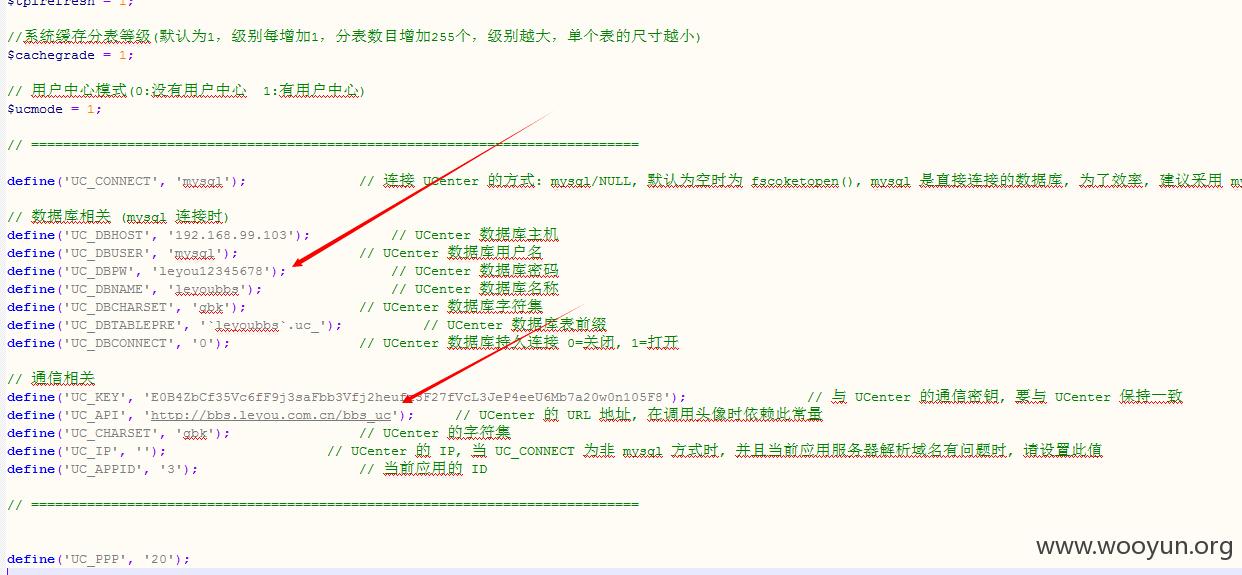 $tplrefresh = 1;
//系统缓存分表等级(默认为1，级别每增加1，分表数目增加255个，级别越大，单个表的尺寸越小)
$cachegrade = 1;
// 用户中心模式(0:没有用户中心  1:有用户中心)
$ucmode = 1;
// ============================================================================
define('UC_CONNECT', 'mysql'); // 连接 UCenter 的方式: mysql/NULL, 默认为空时为 fscoketopen(), mysql 是直接连接的数据库, 为了效率, 建议采用
// 数据库相关 (mysql 连接时)
define('UC_DBHOST', '192.168.99.103'); // UCenter 数据库主机
define('UC_DBUSER', 'mysql'); // UCenter 数据库用户名
define('UC_DBPW', 'leyou12345678'); // UCenter 数据库密码
define('UC_DBNAME', 'leyoubbs'); // UCenter 数据库名称
define('UC_DBCHARSET', 'gbk'); // UCenter 数据库字符集
define('UC_DBTABLEPRE', '`leyoubbs`.uc_'); // UCenter 数据库表前缀
define('UC_DBCONNECT', '0'); // UCenter 数据库持久连接 0=关闭, 1=打开
// 通信相关
define('UC_KEY', // 与 UCenter 的通信密钥, 要与 UCenter 保持一致
define('UC_API', 'http://bbs.leyou.com.cn/bbs_uc'); // UCenter 的 URL 地址, 在调用头像时依赖此常量
define('UC_CHARSET', 'gbk'); // UCenter 的字符集
define('UC_IP', ''); // UCenter 的 IP, 当 UC_CONNECT 为非 mysql 方式时, 并且当前应用服务器解析域名有问题时, 请设置此值
define('UC_APPID', '3'); // 当前应用的 ID
// ============================================================================
define('UC_PPP', '20');
www.wooyun.org